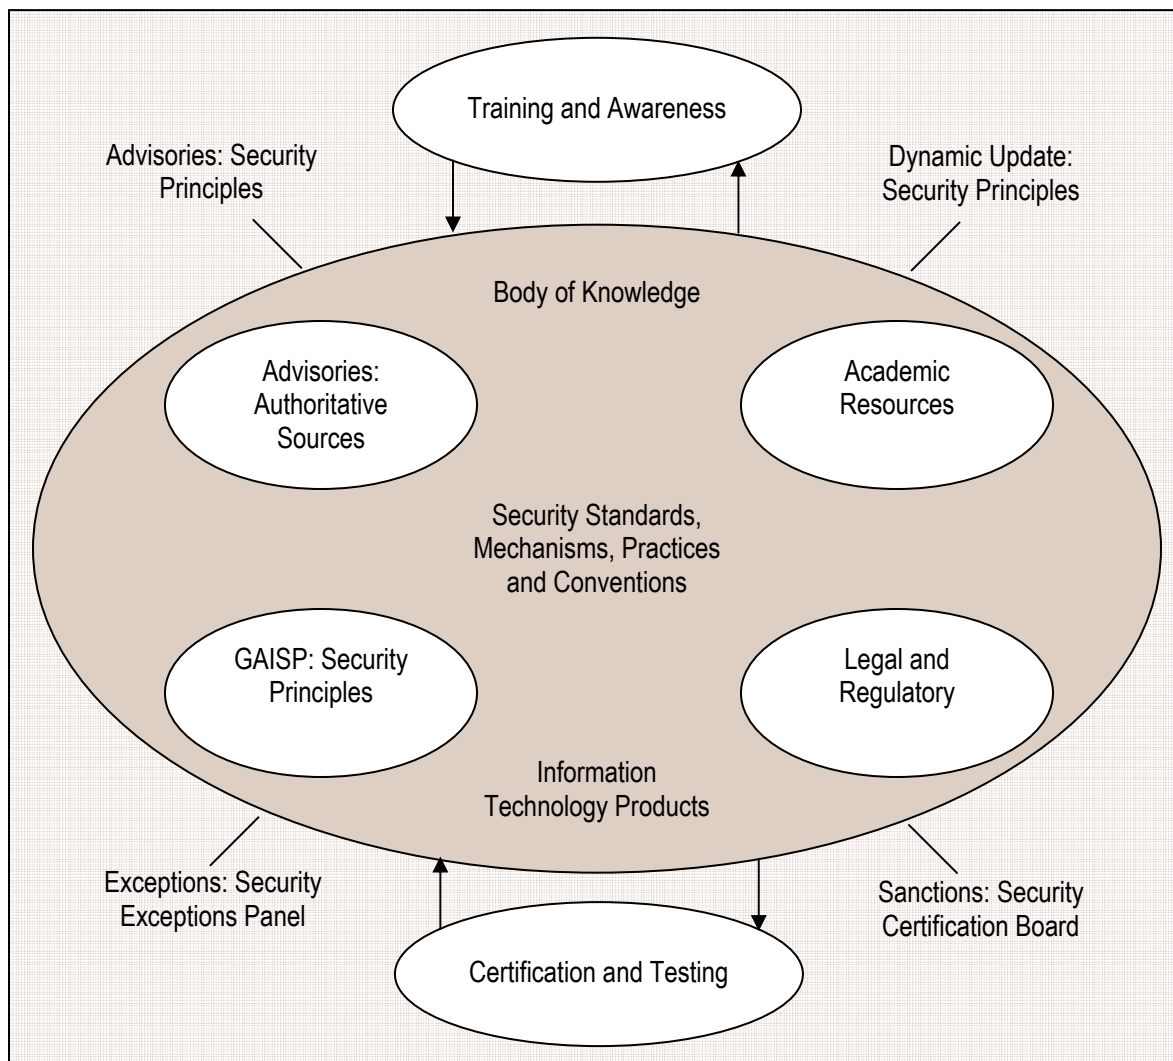 Training and Awareness
Advisories: Security
Principles
Dynamic Update:
Security Principles
Body of Knowledge
Advisories:
Authoritative
Sources
Academic
Resources
Security Standards,
Mechanisms, Practices
and Conventions
GAISP: Security
Principles
Legal and
Regulatory
Information
Technology Products
Exceptions: Security
Exceptions Panel
Sanctions: Security
Certification Board
Certification and Testing